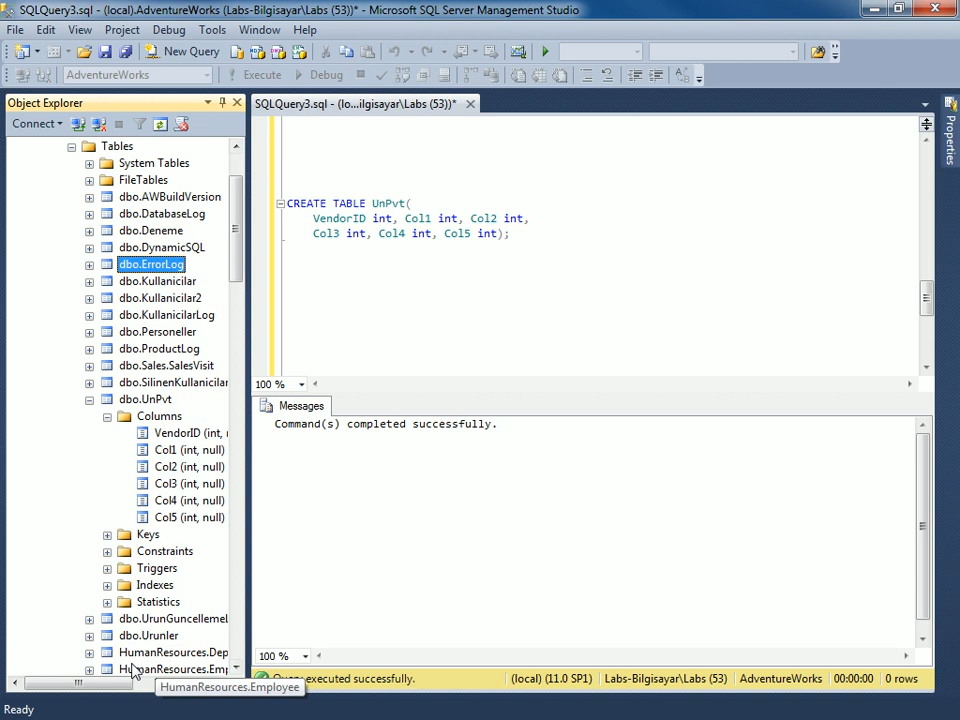 SQLQuery3.sql - (local).AdventureWorks (Labs-Bilgisayar\Labs (53))* - Microsoft SQL Server Management Studio
File Edit View Project Debug Tools Window Help
New Query
AdventureWorks Execute Debug
Object Explorer
SQLQuery3.sql - (lo...ilgisayar\Labs (53))*
Properties
Connect
Tables
System Tables
FileTables
dbo.AWBuildVersion
dbo.DatabaseLog
dbo.Deneme
dbo.DynamicSQL
dbo.ErrorLog
dbo.Kullanicilar
dbo.Kullanicilar2
dbo.KullanicilarLog
dbo.Personeller
dbo.ProductLog
dbo.Sales.SalesVisit
dbo.SilinenKullanicilar
dbo.UnPvt
Columns
VendorID (int,
Col1 (int, null)
Col2 (int, null)
Col3 (int, null)
Col4 (int, null)
Col5 (int, null)
Keys
Constraints
Triggers
Indexes
Statistics
dbo.UrunGuncellemel
dbo.Urunler
HumanResources.Dep
HumanResources.Emp
HumanResources.Employee
CREATE TABLE UnPvt(
VendorID int, Col1 int, Col2 int,
Col3 int, Col4 int, Col5 int);
100 %
Messages
Command(s) completed successfully.
100 %
Query executed successfully. (local) (11.0 SP1) Labs-Bilgisayar\Labs (53) AdventureWorks 00:00:00 0 rows
Ready